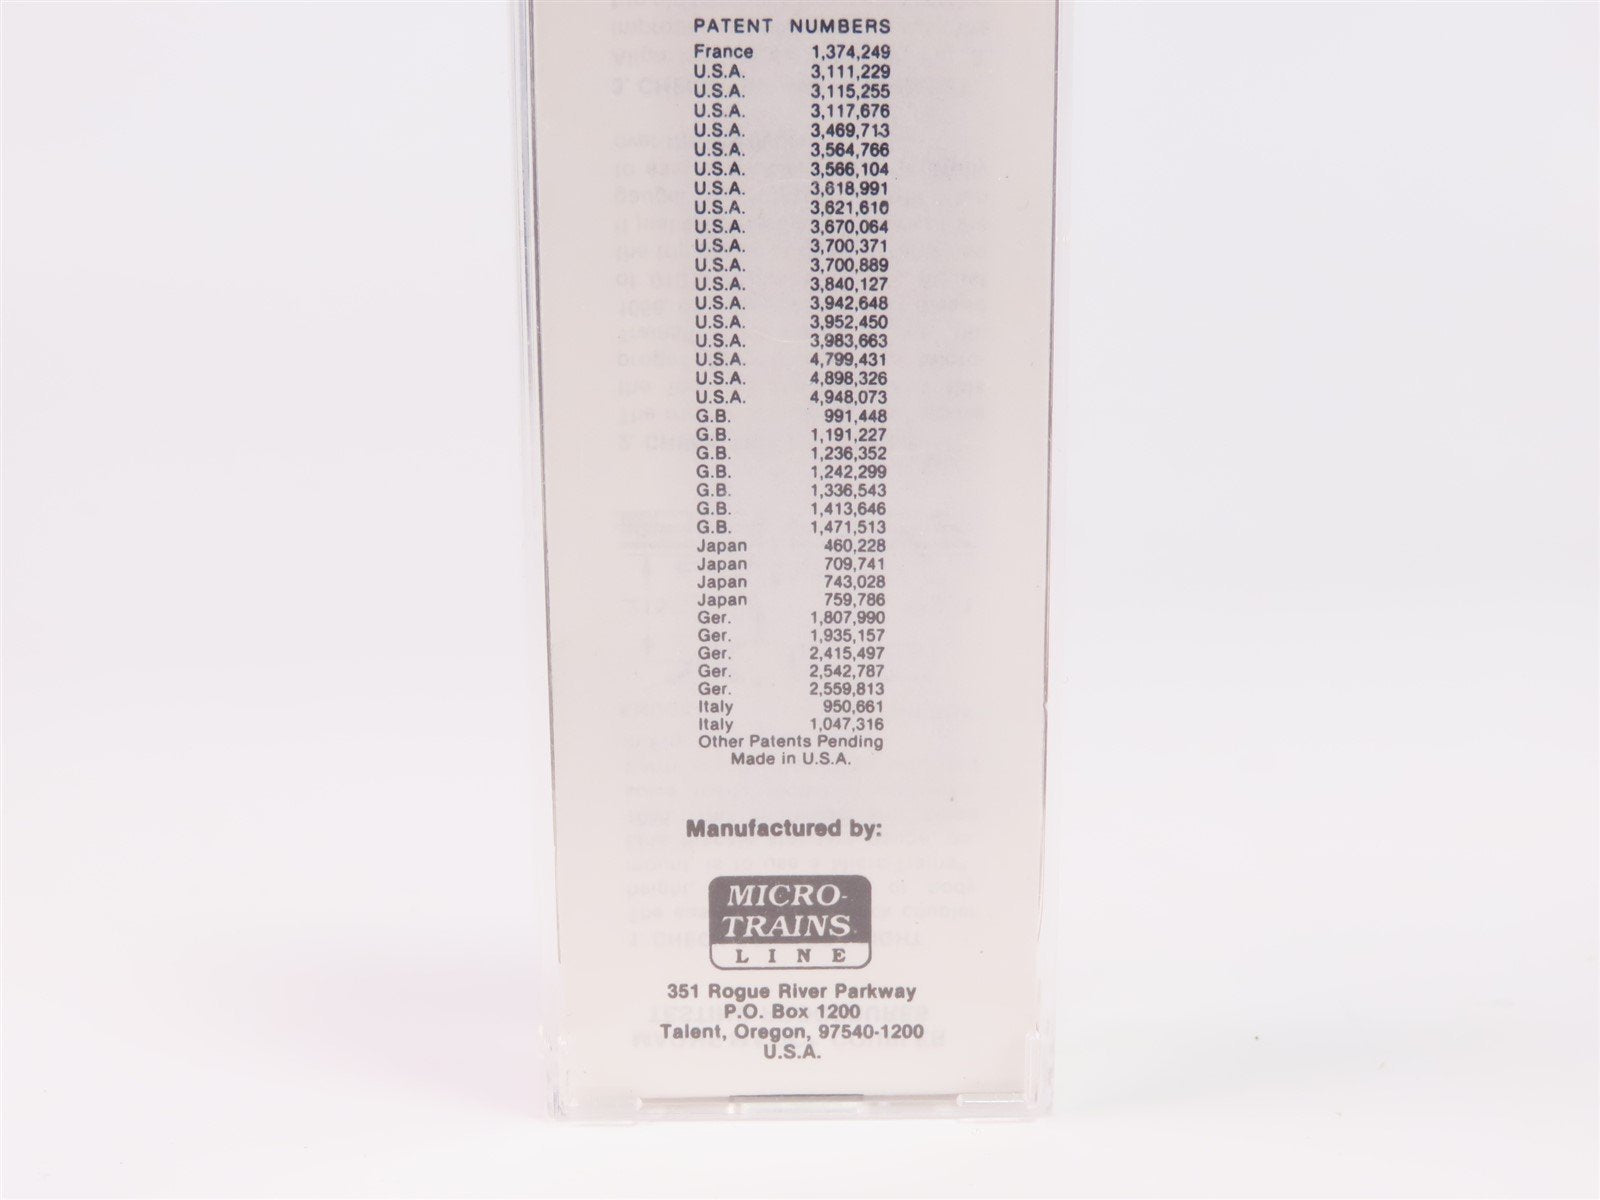 PATENT NUMBERS
France 1,374,249
U.S.A. 3,111,229
U.S.A. 3,115,255
U.S.A. 3,117,676
U.S.A. 3,469,713
U.S.A. 3,564,766
U.S.A. 3,566,104
U.S.A. 3,618,991
U.S.A. 3,621,610
U.S.A. 3,670,064
U.S.A. 3,700,371
U.S.A. 3,700,889
U.S.A. 3,840,127
U.S.A. 3,942,648
U.S.A. 3,952,450
U.S.A. 3,983,663
U.S.A. 4,799,431
U.S.A. 4,898,326
U.S.A. 4,948,073
G.B. 991,448
G.B. 1,191,227
G.B. 1,236,352
G.B. 1,242,299
G.B. 1,336,543
G.B. 1,413,646
G.B. 1,471,513
Japan 460,228
Japan 709,741
Japan 743,028
Japan 759,786
Ger. 1,807,990
Ger. 1,935,157
Ger. 2,415,497
Ger. 2,542,787
Ger. 2,559,813
Italy 950,661
Italy 1,047,316
Other Patents Pending
Made in U.S.A.
Manufactured by:
MICRO-
TRAINS
LINE
351 Rogue River Parkway
P.O. Box 1200
Talent, Oregon, 97540-1200
U.S.A.